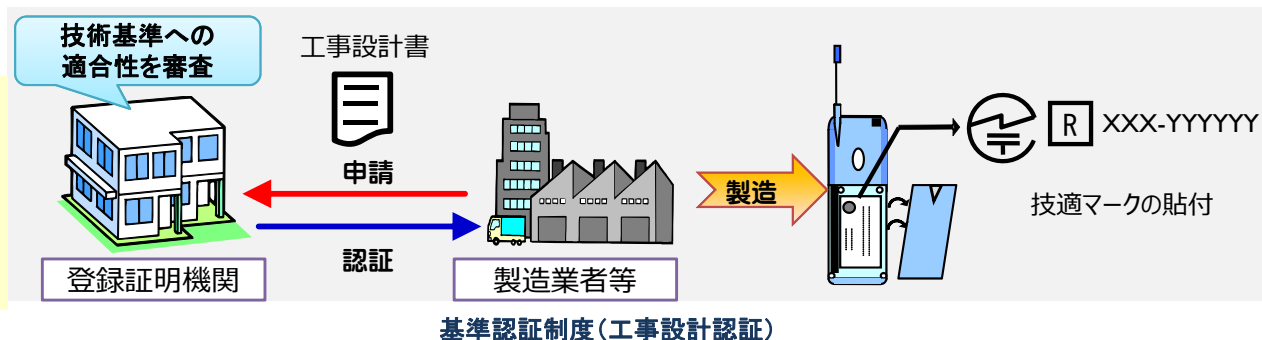 技術基準への
適合性を審査
工事設計書
申請
認証
登録証明機関
製造業者等
製造
R XXX-YYYYYY
技適マークの貼付
基準認証制度(工事設計認証)